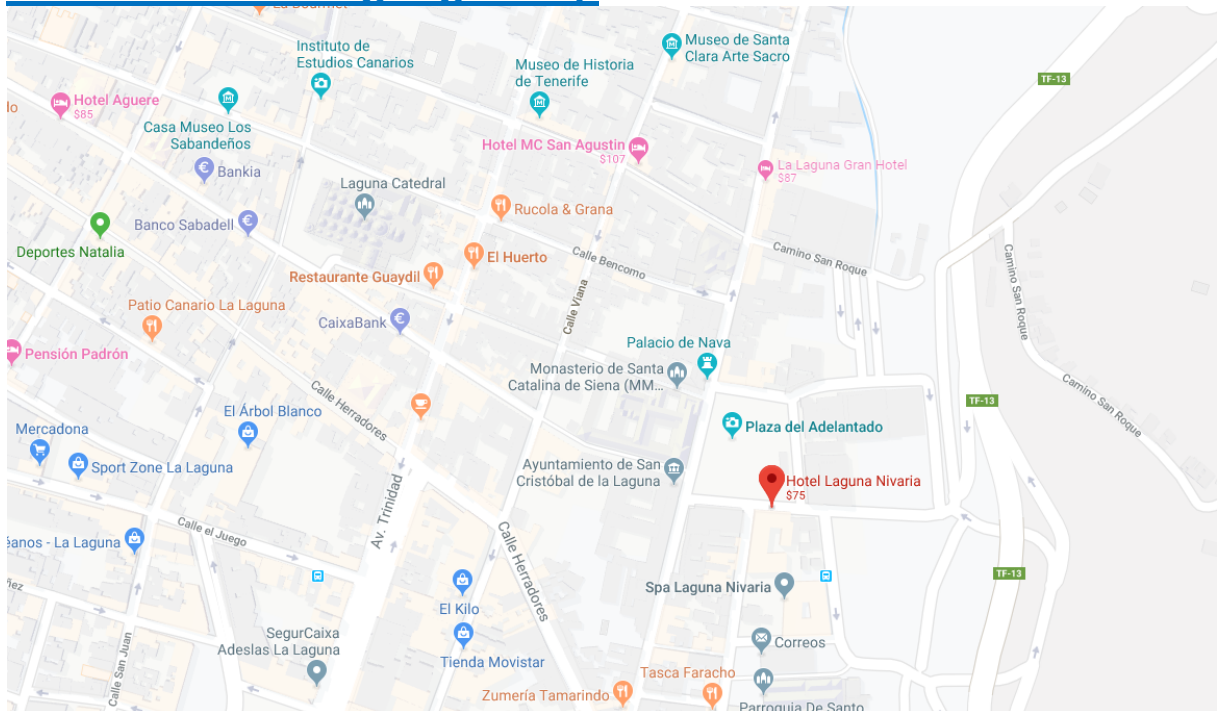 La Bourmet
Instituto de
Estudios Canarios
Museo de Santa
Clara Arte Sacro
Museo de Historia
de Tenerife
TF-13
do
Hotel Aguere
$85
Casa Museo Los
Sabandeños
Hotel MC San Agustin
$107
La Laguna Gran Hotel
$87
Bankia
Laguna Catedral
Rucola & Grana
Banco Sabadell
Deportes Natalia
El Huerto
Calle Bencomo
Camino San Roque
Camino San Roque
Restaurante Guaydil
Patio Canario La Laguna
CaixaBank
Calle Viana
Palacio de Nava
Pensión Padrón
Monasterio de Santa
Catalina de Siena (MM...
Calle Herradores
Camino San Roque
TF-13
El Árbol Blanco
Plaza del Adelantado
Mercadona
Sport Zone La Laguna
Ayuntamiento de San
Cristóbal de la Laguna
Hotel Laguna Nivaria
$75
Av. Trinidad
Calle el Juego
Calle Herradores
éanos - La Laguna
TF-13
ñez
Spa Laguna Nivaria
El Kilo
Calle San Juan
SegurCaixa
Adeslas La Laguna
Correos
Tienda Movistar
Tasca Faracho
Zumería Tamarindo
Parroquia De Santo